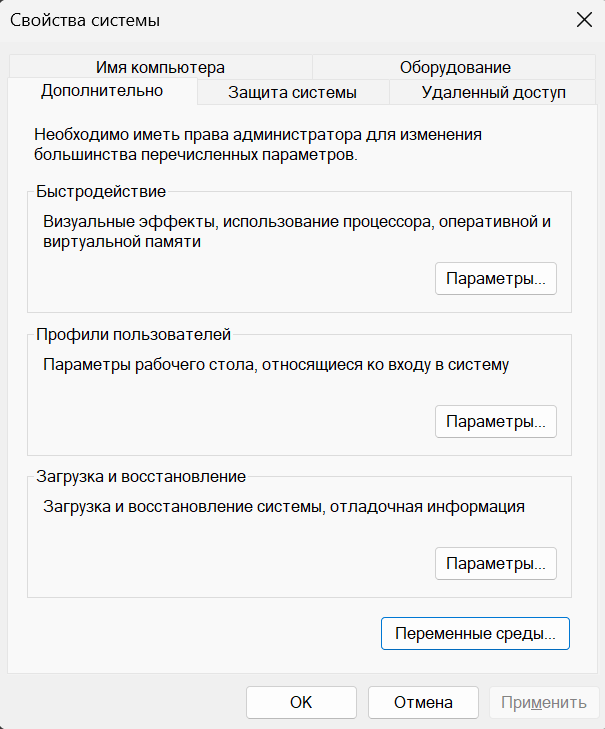 Свойства системы
Имя компьютера
Оборудование
Дополнительно
Защита системы
Удаленный доступ
Необходимо иметь права администратора для изменения
большинства перечисленных параметров.
Быстродействие
Визуальные эффекты, использование процессора, оперативной и
виртуальной памяти
Параметры...
Профили пользователей
Параметры рабочего стола, относящиеся ко входу в систему
Параметры...
Загрузка и восстановление
Загрузка и восстановление системы, отладочная информация
Параметры...
Переменные среды...
ОК
Отмена
Применить